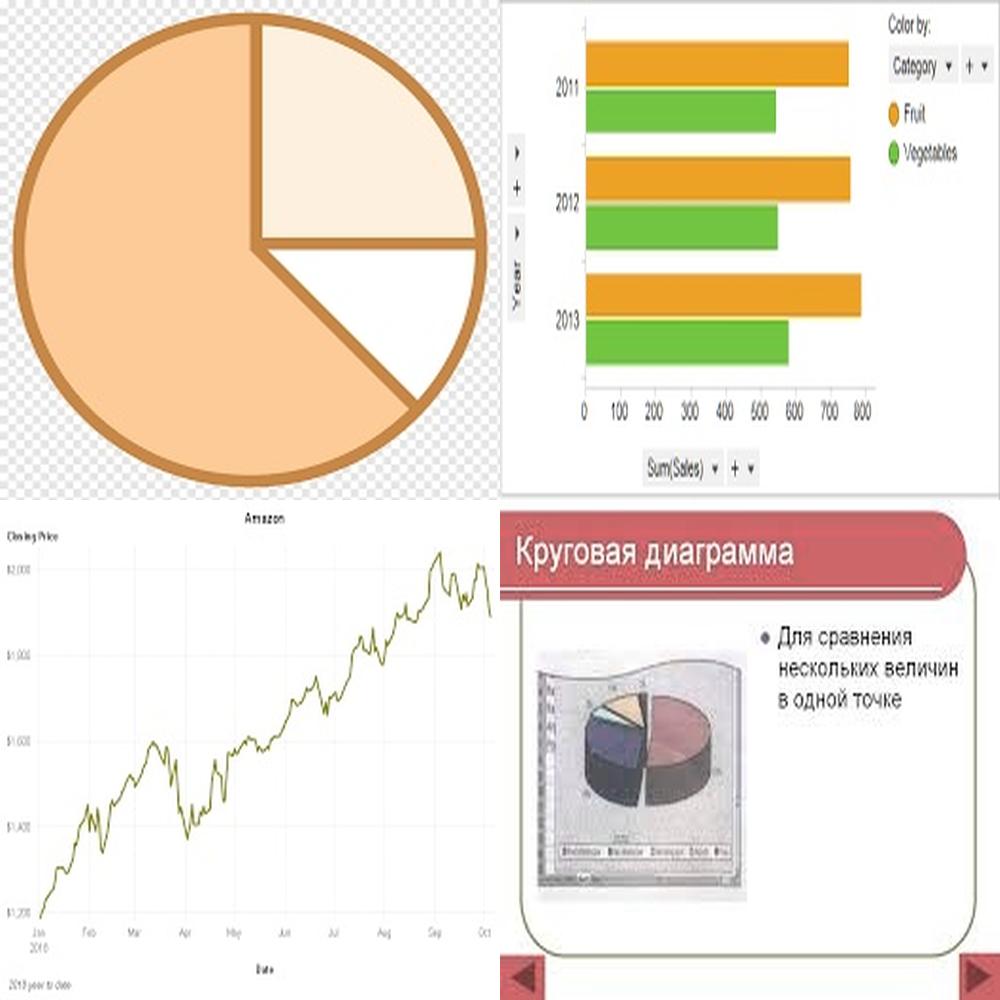 Color by:
Category
Fruit
Vegetables
2011
2012
2013
Year
0 100 200 300 400 500 600 700 800
Sum(Sales)
Amazon
Closing Price
$2,000
$1,800
$1,600
$1,400
$1,200
Jan Feb Mar Apr May Jun Jul Aug Sep Oct
2018
Date
2018 year to date
Круговая диаграмма
• Для сравнения
нескольких величин
в одной точке